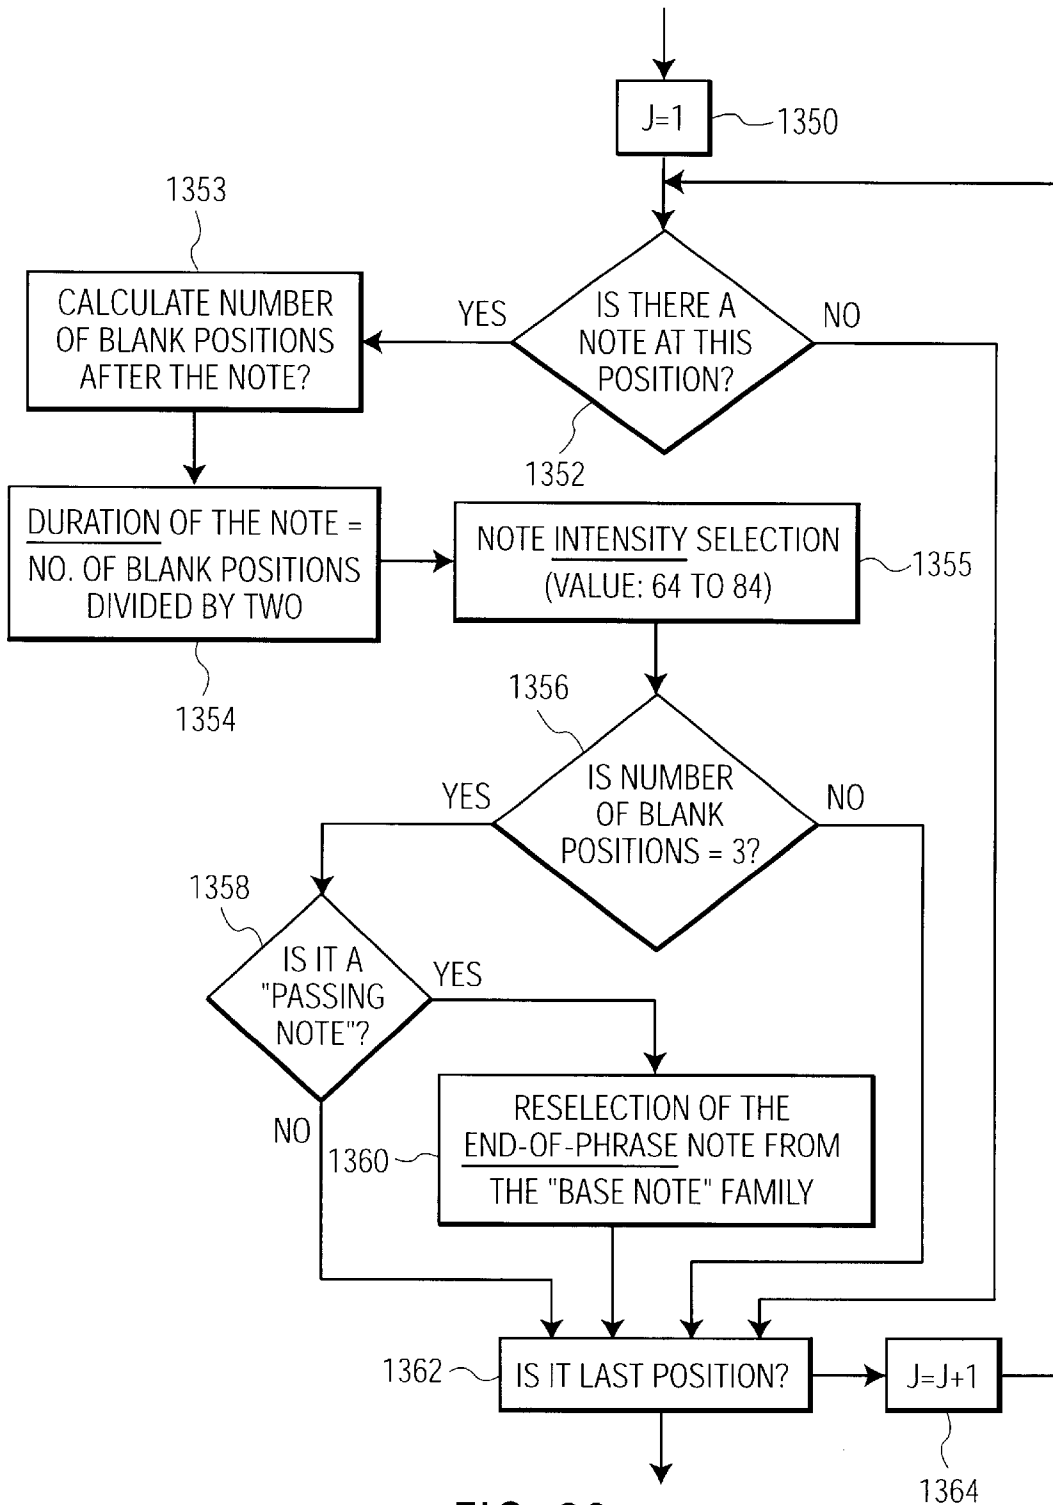 J=1
1350
1353
CALCULATE NUMBER
OF BLANK POSITIONS
AFTER THE NOTE?
YES
IS THERE A
NOTE AT THIS
POSITION?
NO
1352
DURATION OF THE NOTE =
NO. OF BLANK POSITIONS
DIVIDED BY TWO
1354
NOTE INTENSITY SELECTION
(VALUE: 64 TO 84)
1355
1356
YES
IS NUMBER
OF BLANK
POSITIONS = 3?
NO
1358
IS IT A
"PASSING
NOTE"?
YES
NO
1360
RESELECTION OF THE
END-OF-PHRASE NOTE FROM
THE "BASE NOTE" FAMILY
1362
IS IT LAST POSITION?
J=J+1
1364
FIG.